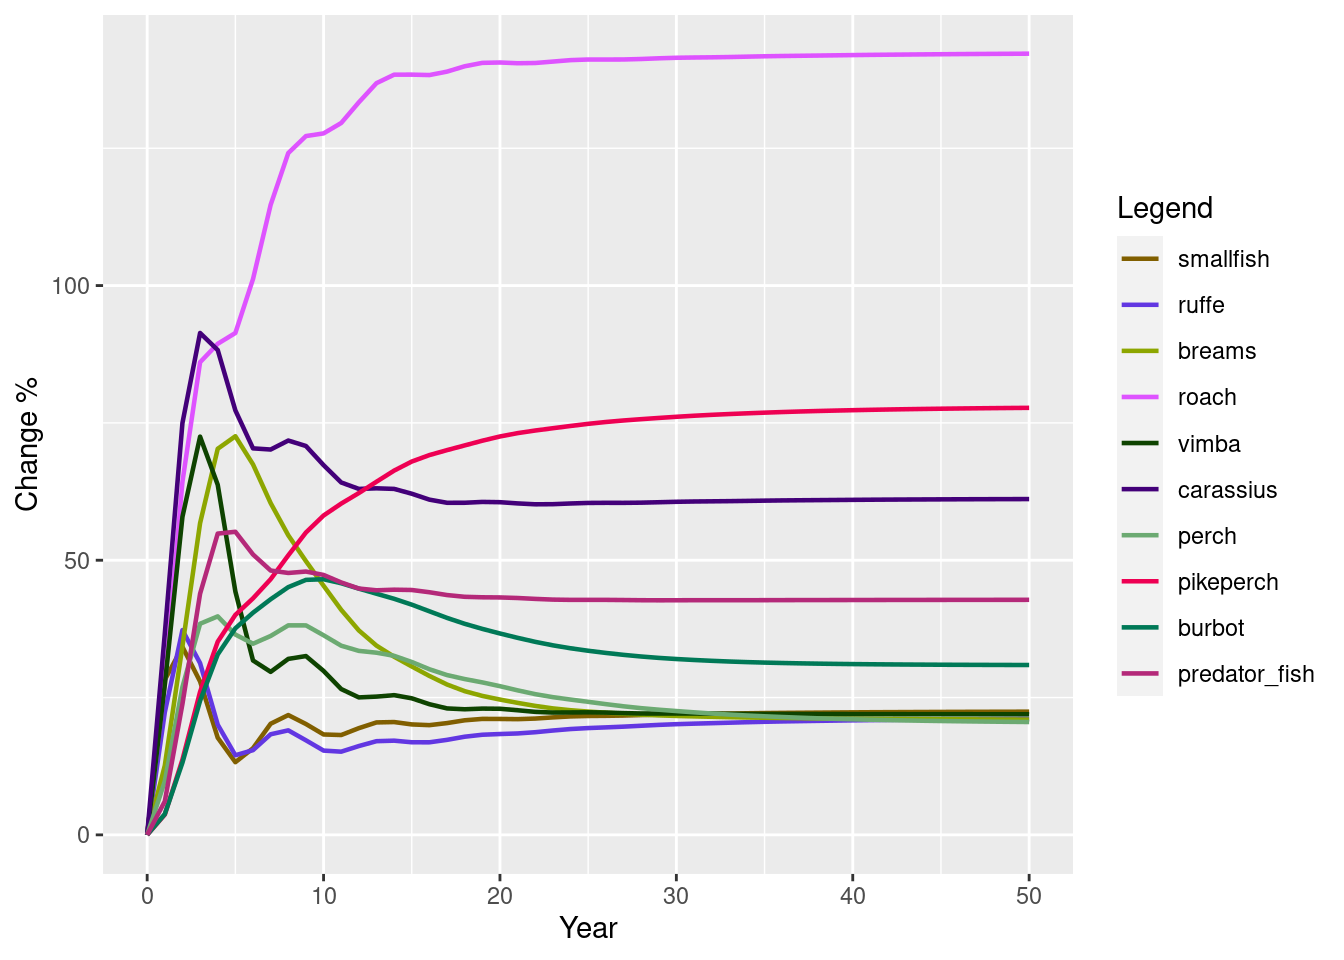 Change %
100
50
0
0 10 20 30 40 50
Year
Legend
smallfish
ruffe
breams
roach
vimba
carassius
perch
pikeperch
burbot
predator_fish